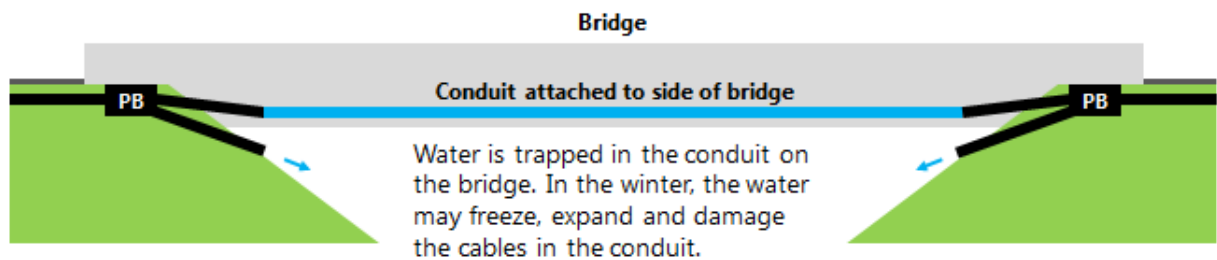 Bridge
Conduit attached to side of bridge
PB
PB
Water is trapped in the conduit on
the bridge. In the winter, the water
may freeze, expand and damage
the cables in the conduit.